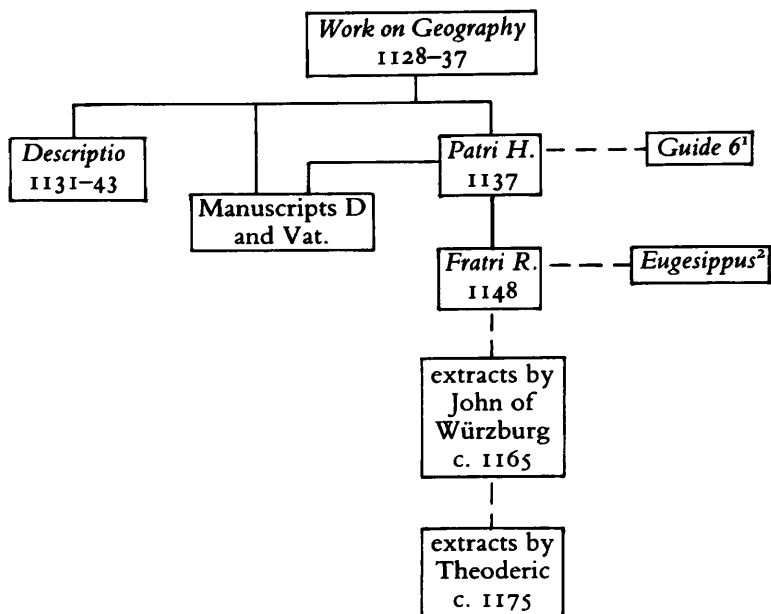 Work on Geography
1128–37
Descriptio
1131–43
Manuscripts D
and Vat.
Patri H.
1137
Guide 6¹
Fratri R.
1148
Eugesippus²
extracts by
John of
Würzburg
c. 1165
extracts by
Theoderic
c. 1175